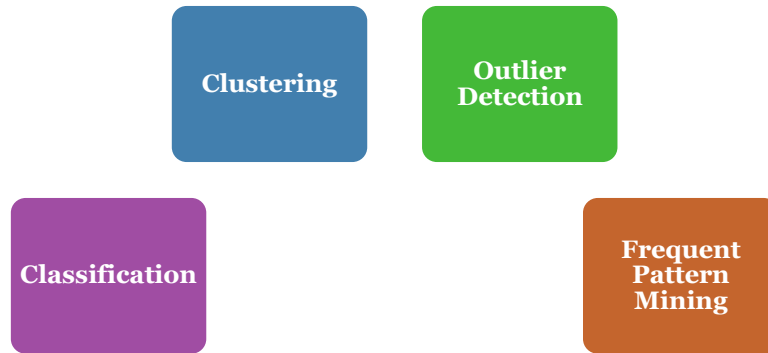 Clustering
Outlier
Detection
Classification
Frequent
Pattern
Mining